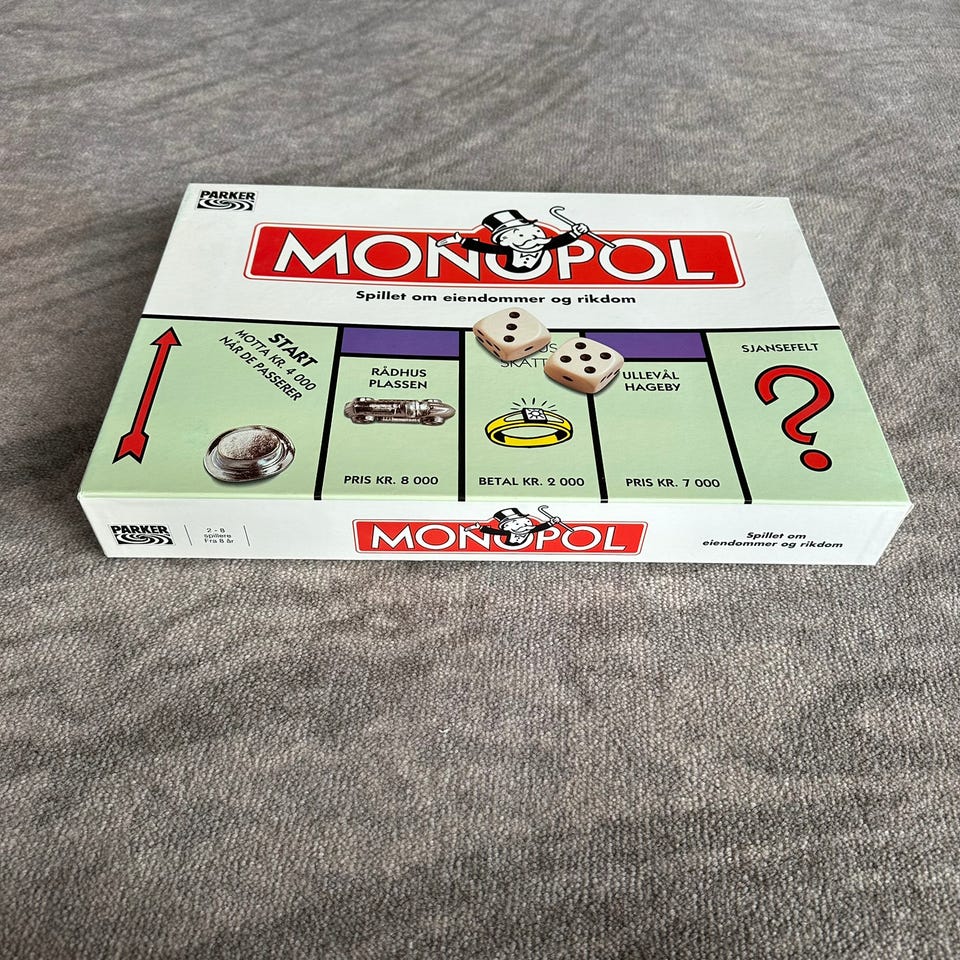 PARKER
MONOPOL
Spillet om eiendommer og rikdom
START
MOTTA KR. 4 000
NÅR DE PASSERER
RÅDHUS
PLASSEN
PRIS KR. 8 000
BETAL KR. 2 000
ULLEVÅL
HAGEBY
PRIS KR. 7 000
SJANSEFELT
?
PARKER
2 - 8
spillere
Fra 8 år
MONOPOL
Spillet om
eiendommer og rikdom